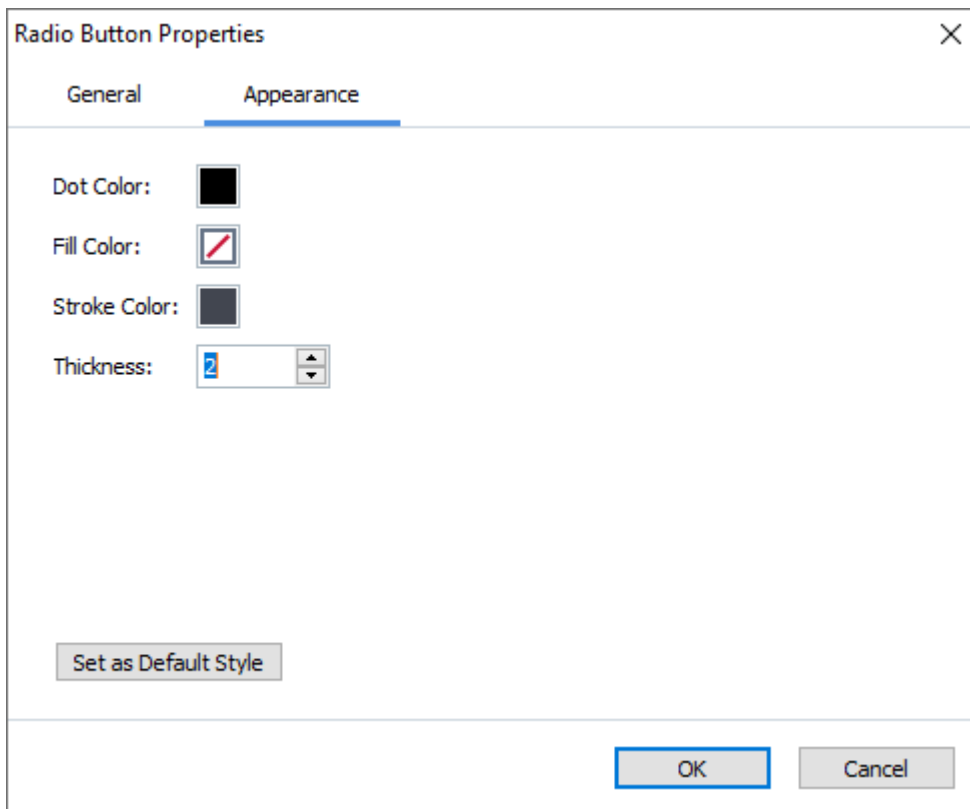 Radio Button Properties
General Appearance
Dot Color:
Fill Color:
Stroke Color:
Thickness: 2
Set as Default Style
OK Cancel